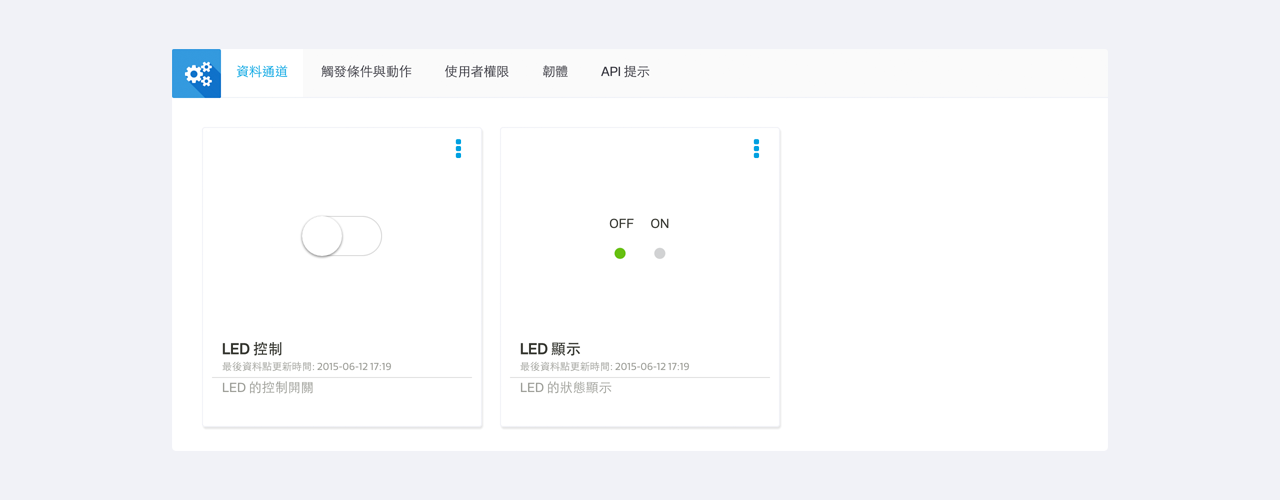 資料通道 觸發條件與動作 使用者權限 韌體 API 提示
OFF ON
LED 控制
最後資料點更新時間: 2015-06-12 17:19
LED 的控制開關
LED 顯示
最後資料點更新時間: 2015-06-12 17:19
LED 的狀態顯示